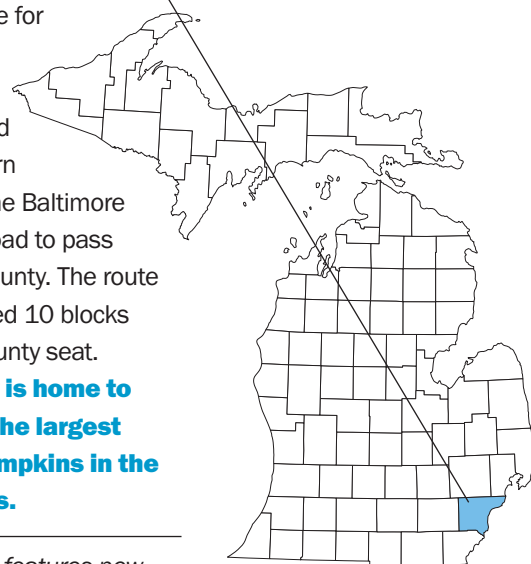 e for
d
rn
ne Baltimore
oad to pass
unty. The route
ed 10 blocks
unty seat.
is home to
he largest
mpkins in the
s.
features new